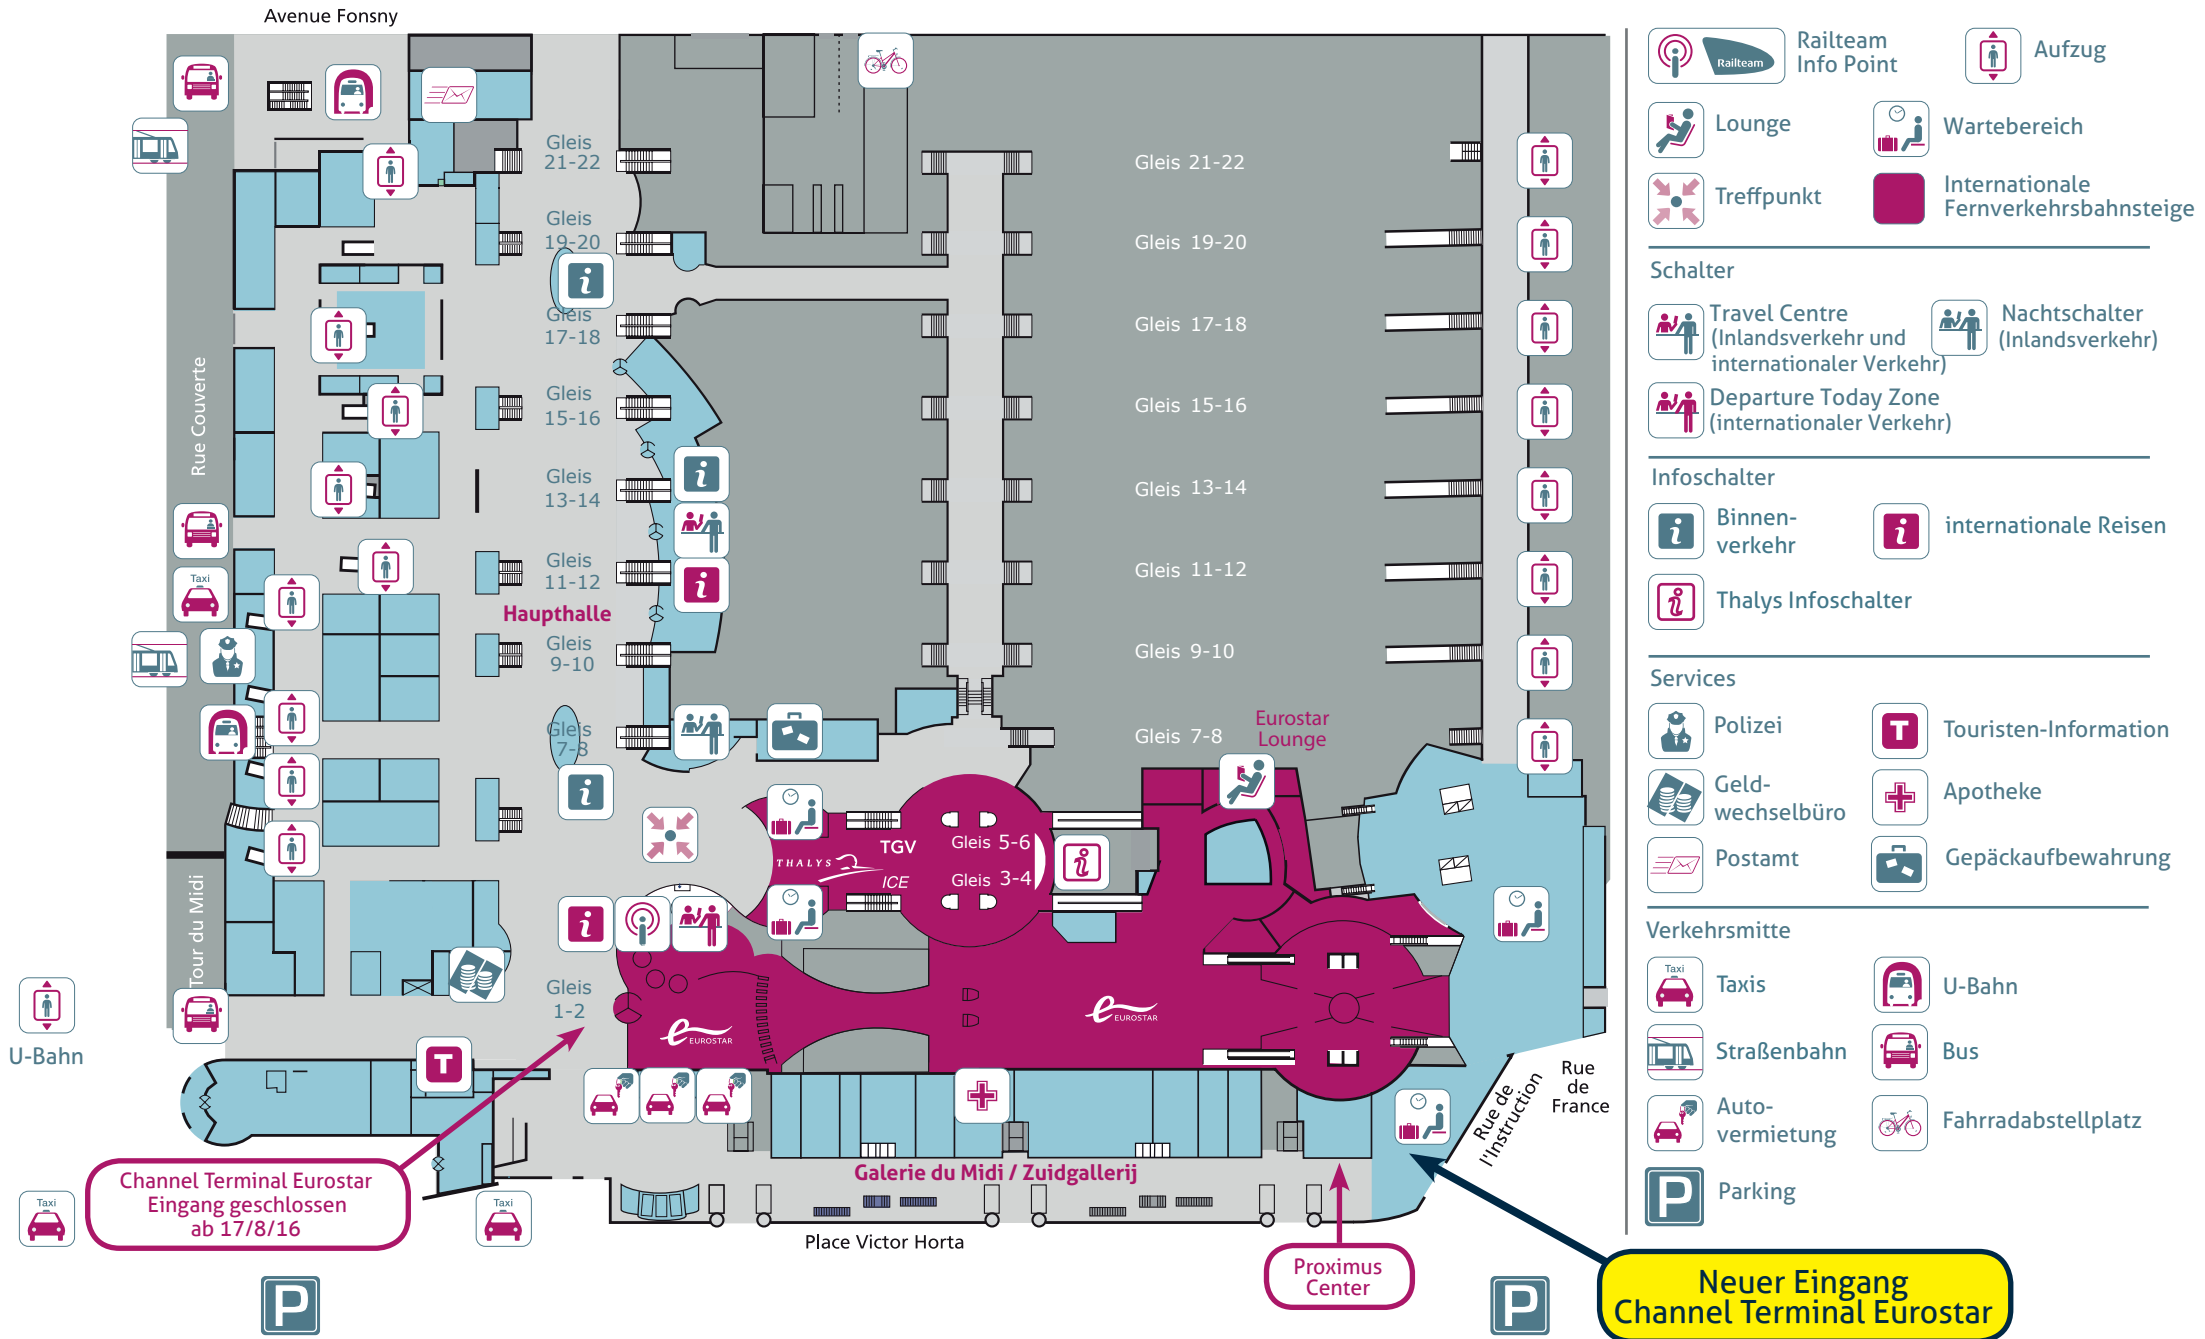 Avenue Fonsny
Gleis
21-22
Gleis
19-20
Gleis
17-18
Gleis
15-16
Gleis
13-14
Gleis
11-12
Haupthalle
Gleis
9-10
Gleis
7-8
Gleis
1-2
Gleis 21-22
Gleis 19-20
Gleis 17-18
Gleis 15-16
Gleis 13-14
Gleis 11-12
Gleis 9-10
Gleis 7-8
Eurostar
Lounge
TGV
THALYS
ICE
Gleis 5-6
Gleis 3-4
EUROSTAR
EUROSTAR
Rue Couverte
Tour du Midi
Taxi
U-Bahn
T
Channel Terminal Eurostar
Eingang geschlossen
ab 17/8/16
Taxi
Taxi
P
Galerie du Midi / Zuidgallerij
Place Victor Horta
Proximus
Center
P
Rue de
l'Instruction
Rue
de
France
Neuer Eingang
Channel Terminal Eurostar
Railteam
Railteam
Info Point
Aufzug
Lounge
Wartebereich
Treffpunkt
Internationale
Fernverkehrsbahnsteige
Schalter
Travel Centre
(Inlandsverkehr und
internationaler Verkehr)
Nachtschalter
(Inlandsverkehr)
Departure Today Zone
(internationaler Verkehr)
Infoschalter
Binnen-
verkehr
internationale Reisen
Thalys Infoschalter
Services
Polizei
T
Touristen-Information
Geld-
wechselbüro
Apotheke
Postamt
Gepäckaufbewahrung
Verkehrsmitte
Taxi
Taxis
U-Bahn
Straßenbahn
Bus
Auto-
vermietung
Fahrradabstellplatz
P
Parking